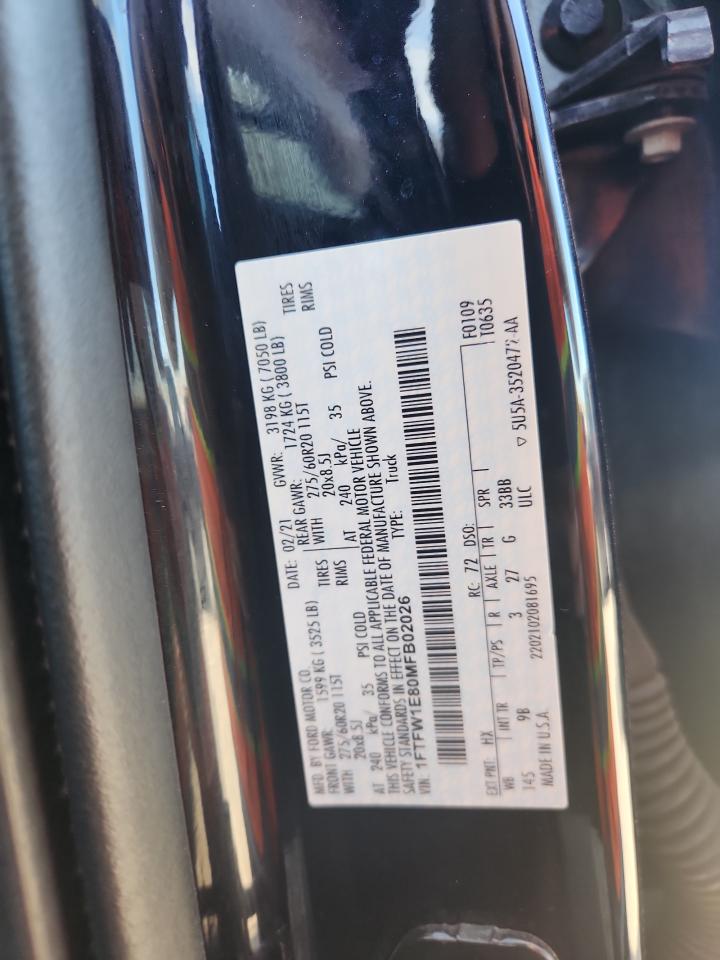 MFD. BY FORD MOTOR CO. DATE: 02/21 GVWR: 3198 KG (7050 LB)
FRONT GAWR: 1599 KG (3525 LB) REAR GAWR: 1724 KG (3800 LB)
WITH 275/60R20 115T TIRES WITH 275/60R20 115T TIRES
20x8.5J RIMS 20x8.5J RIMS
AT 240 kPa/ 35 PSI COLD AT 240 kPa/ 35 PSI COLD
THIS VEHICLE CONFORMS TO ALL APPLICABLE FEDERAL MOTOR VEHICLE
SAFETY STANDARDS IN EFFECT ON THE DATE OF MANUFACTURE SHOWN ABOVE.
VIN: 1FTFW1E80MFB02026 TYPE: Truck
F0109
EXT PNT: HX RC: 72 DSO: T0635
WB INT TR TP/PS R AXLE TR SPR
145 9B 3 27 G 33BB
MADE IN U.S.A. 2202102081695 ULC ▽ 5U5A-352047 AA